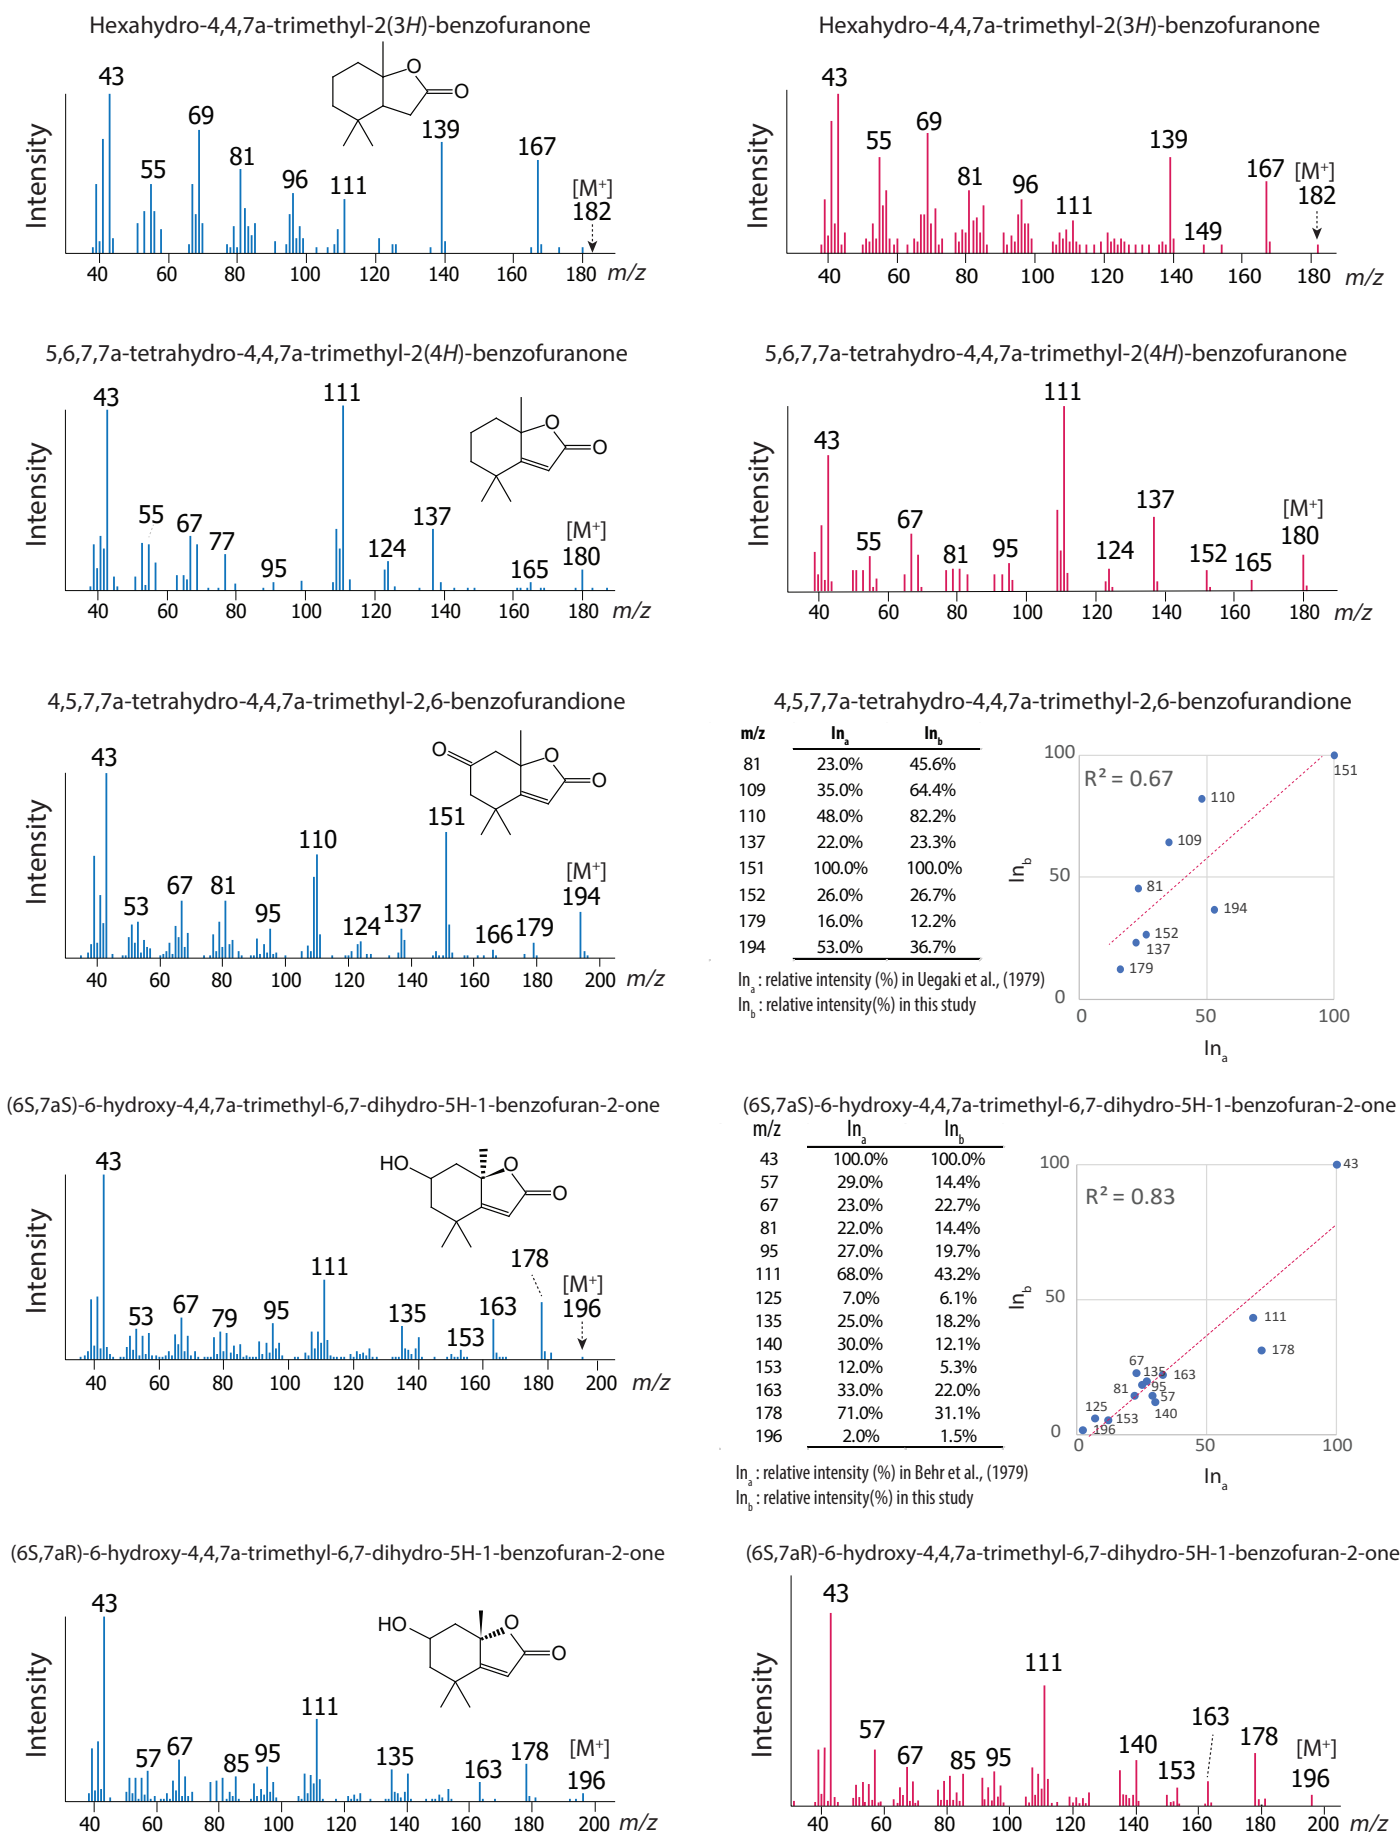 Hexahydro-4,4,7a-trimethyl-2(3H)-benzofuranone
Intensity
43
55
69
81
96
111
139
167
[M⁺]
182
O
O
40 60 80 100 120 140 160 180 m/z
Hexahydro-4,4,7a-trimethyl-2(3H)-benzofuranone
Intensity
43
55
69
81
96
111
139
149
167
[M⁺]
182
40 60 80 100 120 140 160 180 m/z
5,6,7,7a-tetrahydro-4,4,7a-trimethyl-2(4H)-benzofuranone
Intensity
43
55
67
77
95
111
124
137
165
[M⁺]
180
O
O
40 60 80 100 120 140 160 180 m/z
5,6,7,7a-tetrahydro-4,4,7a-trimethyl-2(4H)-benzofuranone
Intensity
43
55
67
81
95
111
124
137
152
165
[M⁺]
180
40 60 80 100 120 140 160 180 m/z
4,5,7,7a-tetrahydro-4,4,7a-trimethyl-2,6-benzofurandione
Intensity
43
53
67
81
95
110
124
137
151
166
179
[M⁺]
194
O
O
O
40 60 80 100 120 140 160 180 200 m/z
4,5,7,7a-tetrahydro-4,4,7a-trimethyl-2,6-benzofurandione
m/z Inₐ In_b
81 23.0% 45.6%
109 35.0% 64.4%
110 48.0% 82.2%
137 22.0% 23.3%
151 100.0% 100.0%
152 26.0% 26.7%
179 16.0% 12.2%
194 53.0% 36.7%
Inₐ : relative intensity (%) in Uegaki et al., (1979)
In_b : relative intensity(%) in this study
R² = 0.67
100
50
0
In_b
151
110
109
81
194
152
137
179
0 50 100
Inₐ
(6S,7aS)-6-hydroxy-4,4,7a-trimethyl-6,7-dihydro-5H-1-benzofuran-2-one
Intensity
43
53
67
79
95
111
135
153
163
178
[M⁺]
196
HO
O
O
40 60 80 100 120 140 160 180 200 m/z
(6S,7aS)-6-hydroxy-4,4,7a-trimethyl-6,7-dihydro-5H-1-benzofuran-2-one
m/z Inₐ In_b
43 100.0% 100.0%
57 29.0% 14.4%
67 23.0% 22.7%
81 22.0% 14.4%
95 27.0% 19.7%
111 68.0% 43.2%
125 7.0% 6.1%
135 25.0% 18.2%
140 30.0% 12.1%
153 12.0% 5.3%
163 33.0% 22.0%
178 71.0% 31.1%
196 2.0% 1.5%
Inₐ : relative intensity (%) in Behr et al., (1979)
In_b : relative intensity(%) in this study
R² = 0.83
100
50
0
In_b
43
111
178
67
135
163
81
95
57
140
125
153
196
0 50 100
Inₐ
(6S,7aR)-6-hydroxy-4,4,7a-trimethyl-6,7-dihydro-5H-1-benzofuran-2-one
Intensity
43
57
67
85
95
111
135
163
178
[M⁺]
196
HO
O
O
40 60 80 100 120 140 160 180 200 m/z
(6S,7aR)-6-hydroxy-4,4,7a-trimethyl-6,7-dihydro-5H-1-benzofuran-2-one
Intensity
43
57
67
85
95
111
140
153
163
178
[M⁺]
196
40 60 80 100 120 140 160 180 200 m/z